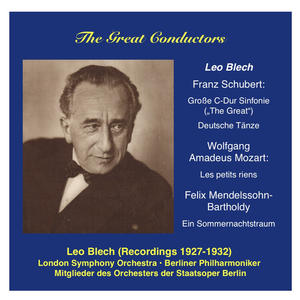 The Great Conductors
Leo Blech
Franz Schubert:
Große C-Dur Sinfonie
(„The Great")
Deutsche Tänze
Wolfgang
Amadeus Mozart:
Les petits riens
Felix Mendelssohn-
Bartholdy
Ein Sommernachtstraum
Leo Blech (Recordings 1927-1932)
London Symphony Orchestra · Berliner Philharmoniker
Mitglieder des Orchesters der Staatsoper Berlin